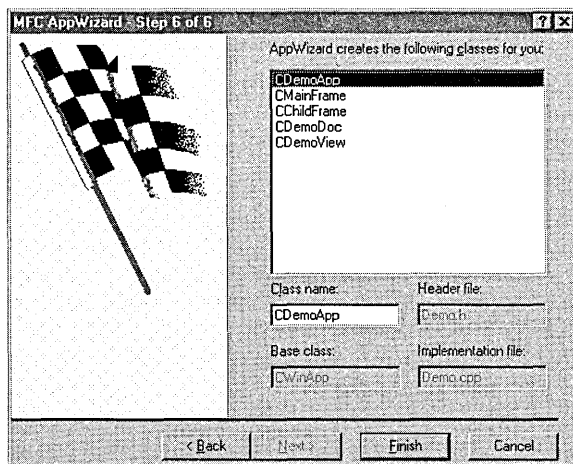 MFC AppWizard - Step 6 of 6
AppWizard creates the following classes for you:
CDemoApp
CMainFrame
CChildFrame
CDemoDoc
CDemoView
Class name:
Header file:
CDemoApp
Demo.h
Base class:
Implementation file:
CWinApp
Demo.cpp
< Back
Next >
Finish
Cancel